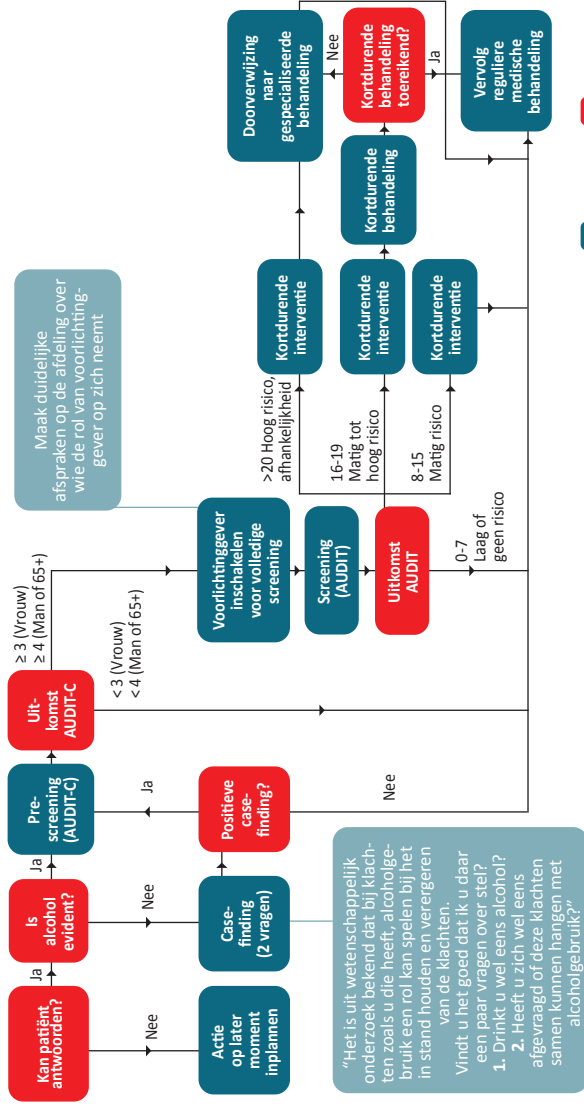 Kan patiënt
antwoorden?
Ja
Nee
Actie
op later
moment
inplannen
Is
alcohol
evident?
Ja
Nee
Case-
finding
(2 vragen)
Positieve
case-
finding?
Ja
Nee
"Het is uit wetenschappelijk
onderzoek bekend dat bij klach-
ten zoals u die heeft, alcoholge-
bruik een rol kan spelen bij het
in stand houden en verergeren
van de klachten.
Vindt u het goed dat ik u daar
een paar vragen over stel?
1. Drinkt u wel eens alcohol?
2. Heeft u zich wel eens
afgevraagd of deze klachten
samen kunnen hangen met
alcoholgebruik?"
Pre-
screening
(AUDIT-C)
Uit-
komst
AUDIT-C
≥ 3 (Vrouw)
≥ 4 (Man of 65+)
< 3 (Vrouw)
< 4 (Man of 65+)
Maak duidelijke
afspraken op de afdeling over
wie de rol van voorlichting-
gever op zich neemt
Voorlichtinggever
inschakelen
voor volledige
screening
Screening
(AUDIT)
Uitkomst
AUDIT
>20 Hoog risico,
afhankelijkheid
16-19
Matig tot
hoog risico
8-15
Matig risico
0-7
Laag of
geen risico
Kortdurende
interventie
Kortdurende
interventie
Kortdurende
interventie
Kortdurende
behandeling
Doorverwijzing
naar
gespecialiseerde
behandeling
Nee
Kortdurende
behandeling
toereikend?
Ja
Vervolg
reguliere
medische
behandeling